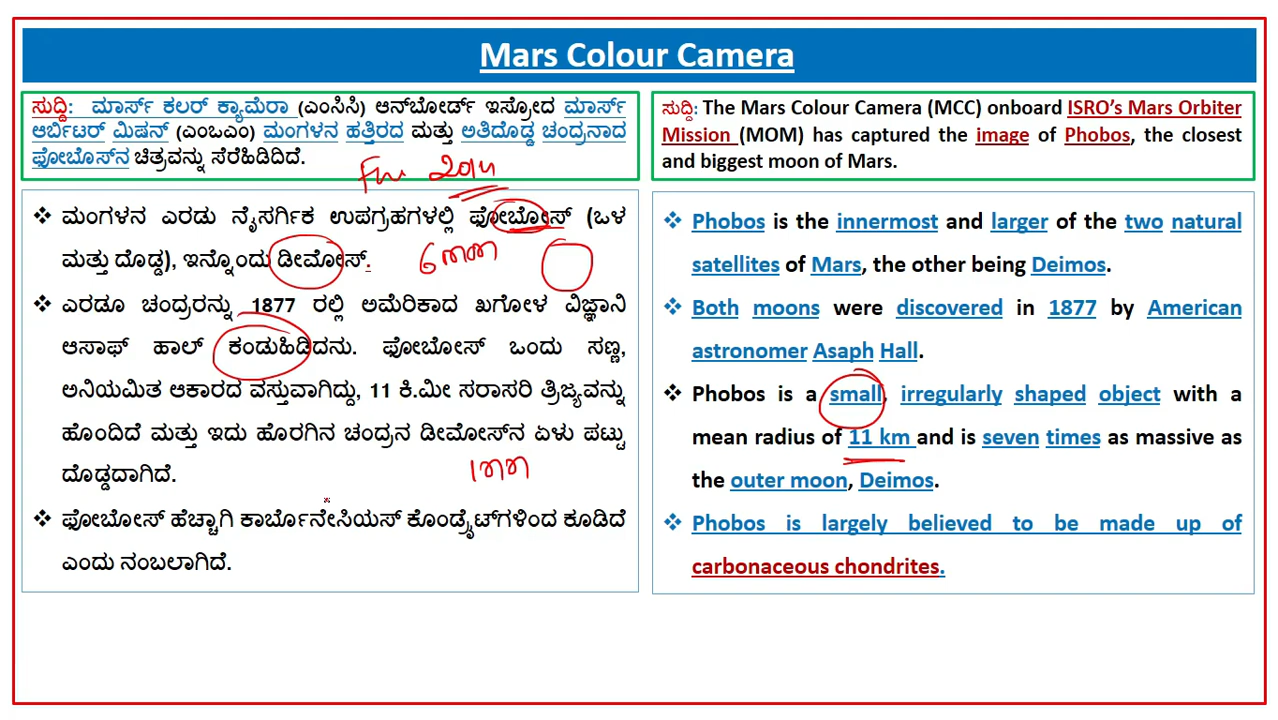 Mars Colour Camera
ಸುದ್ದಿ: ಮಾರ್ಸ್ ಕಲರ್ ಕ್ಯಾಮೆರಾ (ಎಂಸಿಸಿ) ಆನ್‌ಬೋರ್ಡ್ ಇಸ್ರೋದ ಮಾರ್ಸ್
ಆರ್ಬಿಟರ್ ಮಿಷನ್ (ಎಂಒಎಂ) ಮಂಗಳನ ಹತ್ತಿರದ ಮತ್ತು ಅತಿದೊಡ್ಡ ಚಂದ್ರನಾದ
ಫೋಬೊಸ್‌ನ ಚಿತ್ರವನ್ನು ಸೆರೆಹಿಡಿದಿದೆ.
2014
❖ ಮಂಗಳನ ಎರಡು ನೈಸರ್ಗಿಕ ಉಪಗ್ರಹಗಳಲ್ಲಿ ಫೋಬೋಸ್ (ಒಳ
ಮತ್ತು ದೊಡ್ಡ), ಇನ್ನೊಂದು ಡೀಮೋಸ್.
❖ ಎರಡೂ ಚಂದ್ರರನ್ನು 1877 ರಲ್ಲಿ ಅಮೆರಿಕಾದ ಖಗೋಳ ವಿಜ್ಞಾನಿ
ಆಸಾಫ್ ಹಾಲ್ ಕಂಡುಹಿಡಿದನು. ಫೋಬೋಸ್ ಒಂದು ಸಣ್ಣ,
ಅನಿಯಮಿತ ಆಕಾರದ ವಸ್ತುವಾಗಿದ್ದು, 11 ಕಿ.ಮೀ ಸರಾಸರಿ ತ್ರಿಜ್ಯವನ್ನು
ಹೊಂದಿದೆ ಮತ್ತು ಇದು ಹೊರಗಿನ ಚಂದ್ರನ ಡೀಮೋಸ್‌ನ ಏಳು ಪಟ್ಟು
ದೊಡ್ಡದಾಗಿದೆ.
❖ ಫೋಬೋಸ್ ಹೆಚ್ಚಾಗಿ ಕಾರ್ಬೊನೇಸಿಯಸ್ ಕೊಂಡ್ರೈಟ್‌ಗಳಿಂದ ಕೂಡಿದೆ
ಎಂದು ನಂಬಲಾಗಿದೆ.
ಸುದ್ದಿ: The Mars Colour Camera (MCC) onboard ISRO’s Mars Orbiter
Mission (MOM) has captured the image of Phobos, the closest
and biggest moon of Mars.
❖ Phobos is the innermost and larger of the two natural
satellites of Mars, the other being Deimos.
❖ Both moons were discovered in 1877 by American
astronomer Asaph Hall.
❖ Phobos is a small, irregularly shaped object with a
mean radius of 11 km and is seven times as massive as
the outer moon, Deimos.
❖ Phobos is largely believed to be made up of
carbonaceous chondrites.